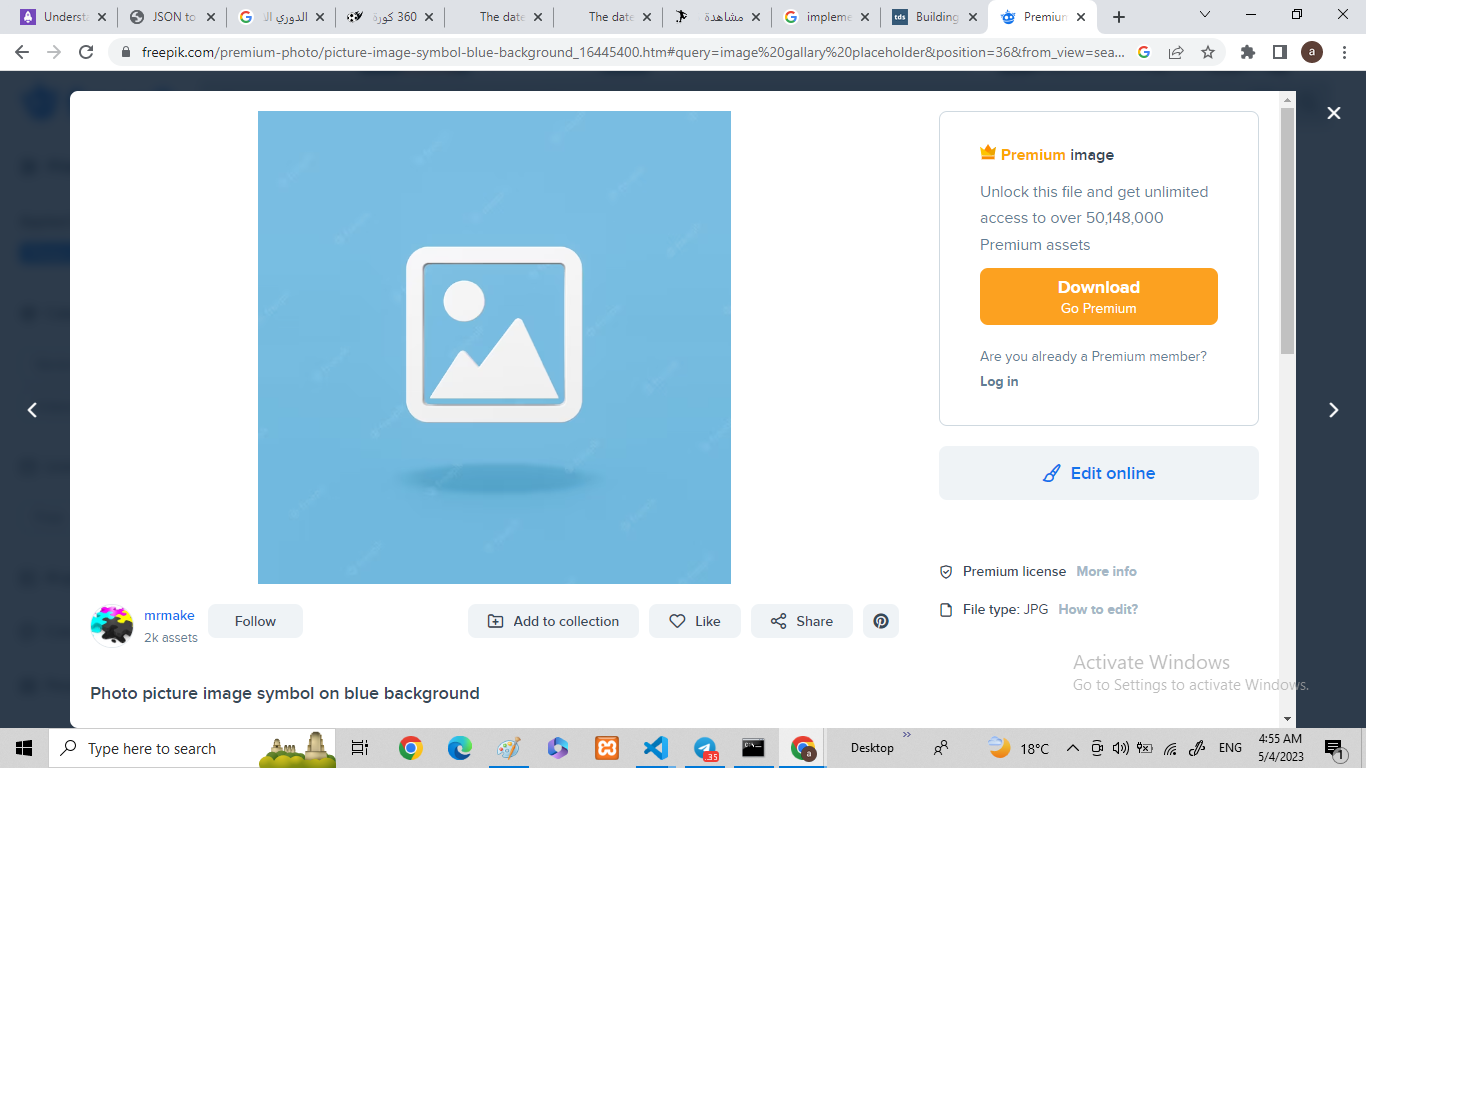 Understa
JSON to
الدوري الا
360 كورة
The date
The date
مشاهدة
impleme
Building
Premiun
freepik.com/premium-photo/picture-image-symbol-blue-background_16445400.htm#query=image%20gallary%20placeholder&position=36&from_view=sea...
a
Premium image
Unlock this file and get unlimited
access to over 50,148,000
Premium assets
Download
Go Premium
Are you already a Premium member?
Log in
Edit online
Premium license More info
File type: JPG How to edit?
mrmake
2k assets
Follow
Add to collection
Like
Share
Photo picture image symbol on blue background
Activate Windows
Go to Settings to activate Windows.
Type here to search
35
Desktop
18°C
ENG
4:55 AM
5/4/2023
1